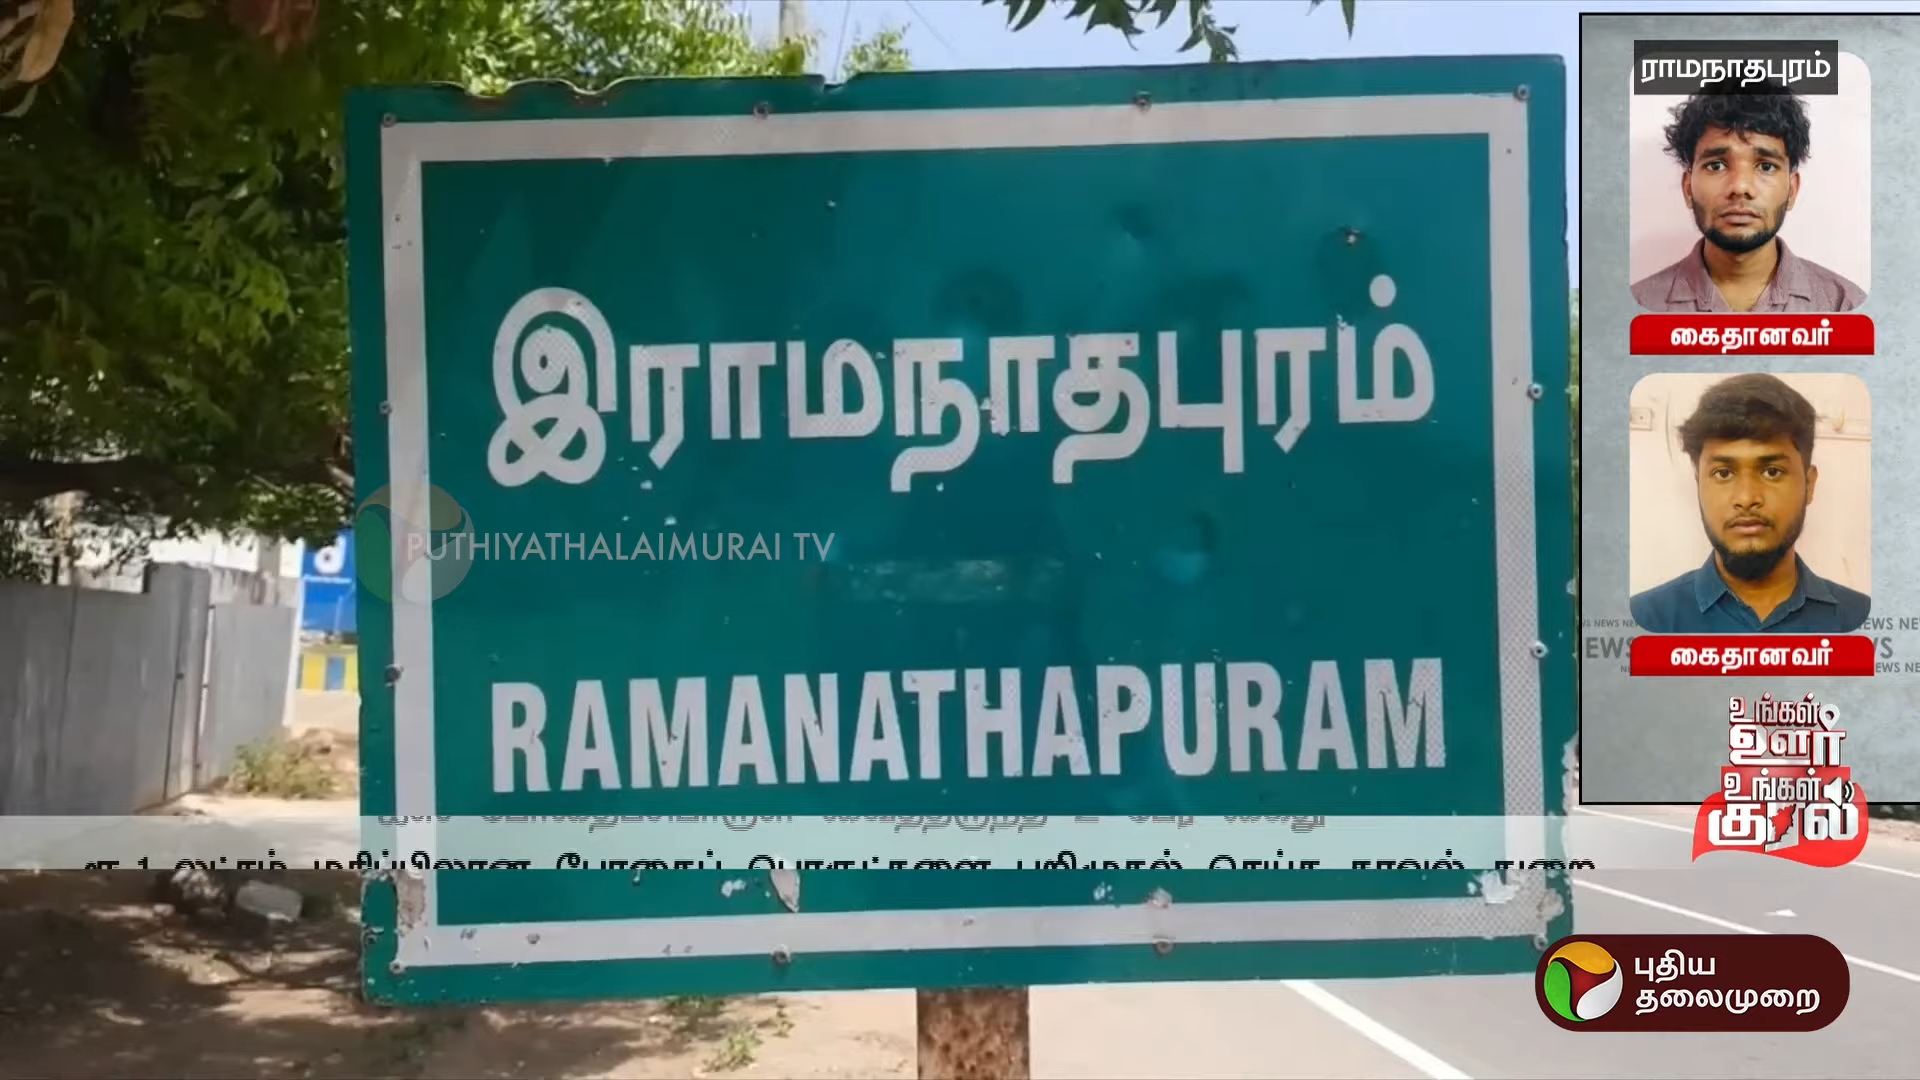 ராமநாதபுரம்
இராமநாதபுரம்
PUTHIYATHALAIMURAI TV
RAMANATHAPURAM
கைதானவர்
கைதானவர்
NEWS
உங்கள்
ஊர்
உங்கள்
குரல்
புதிய
தலைமுறை